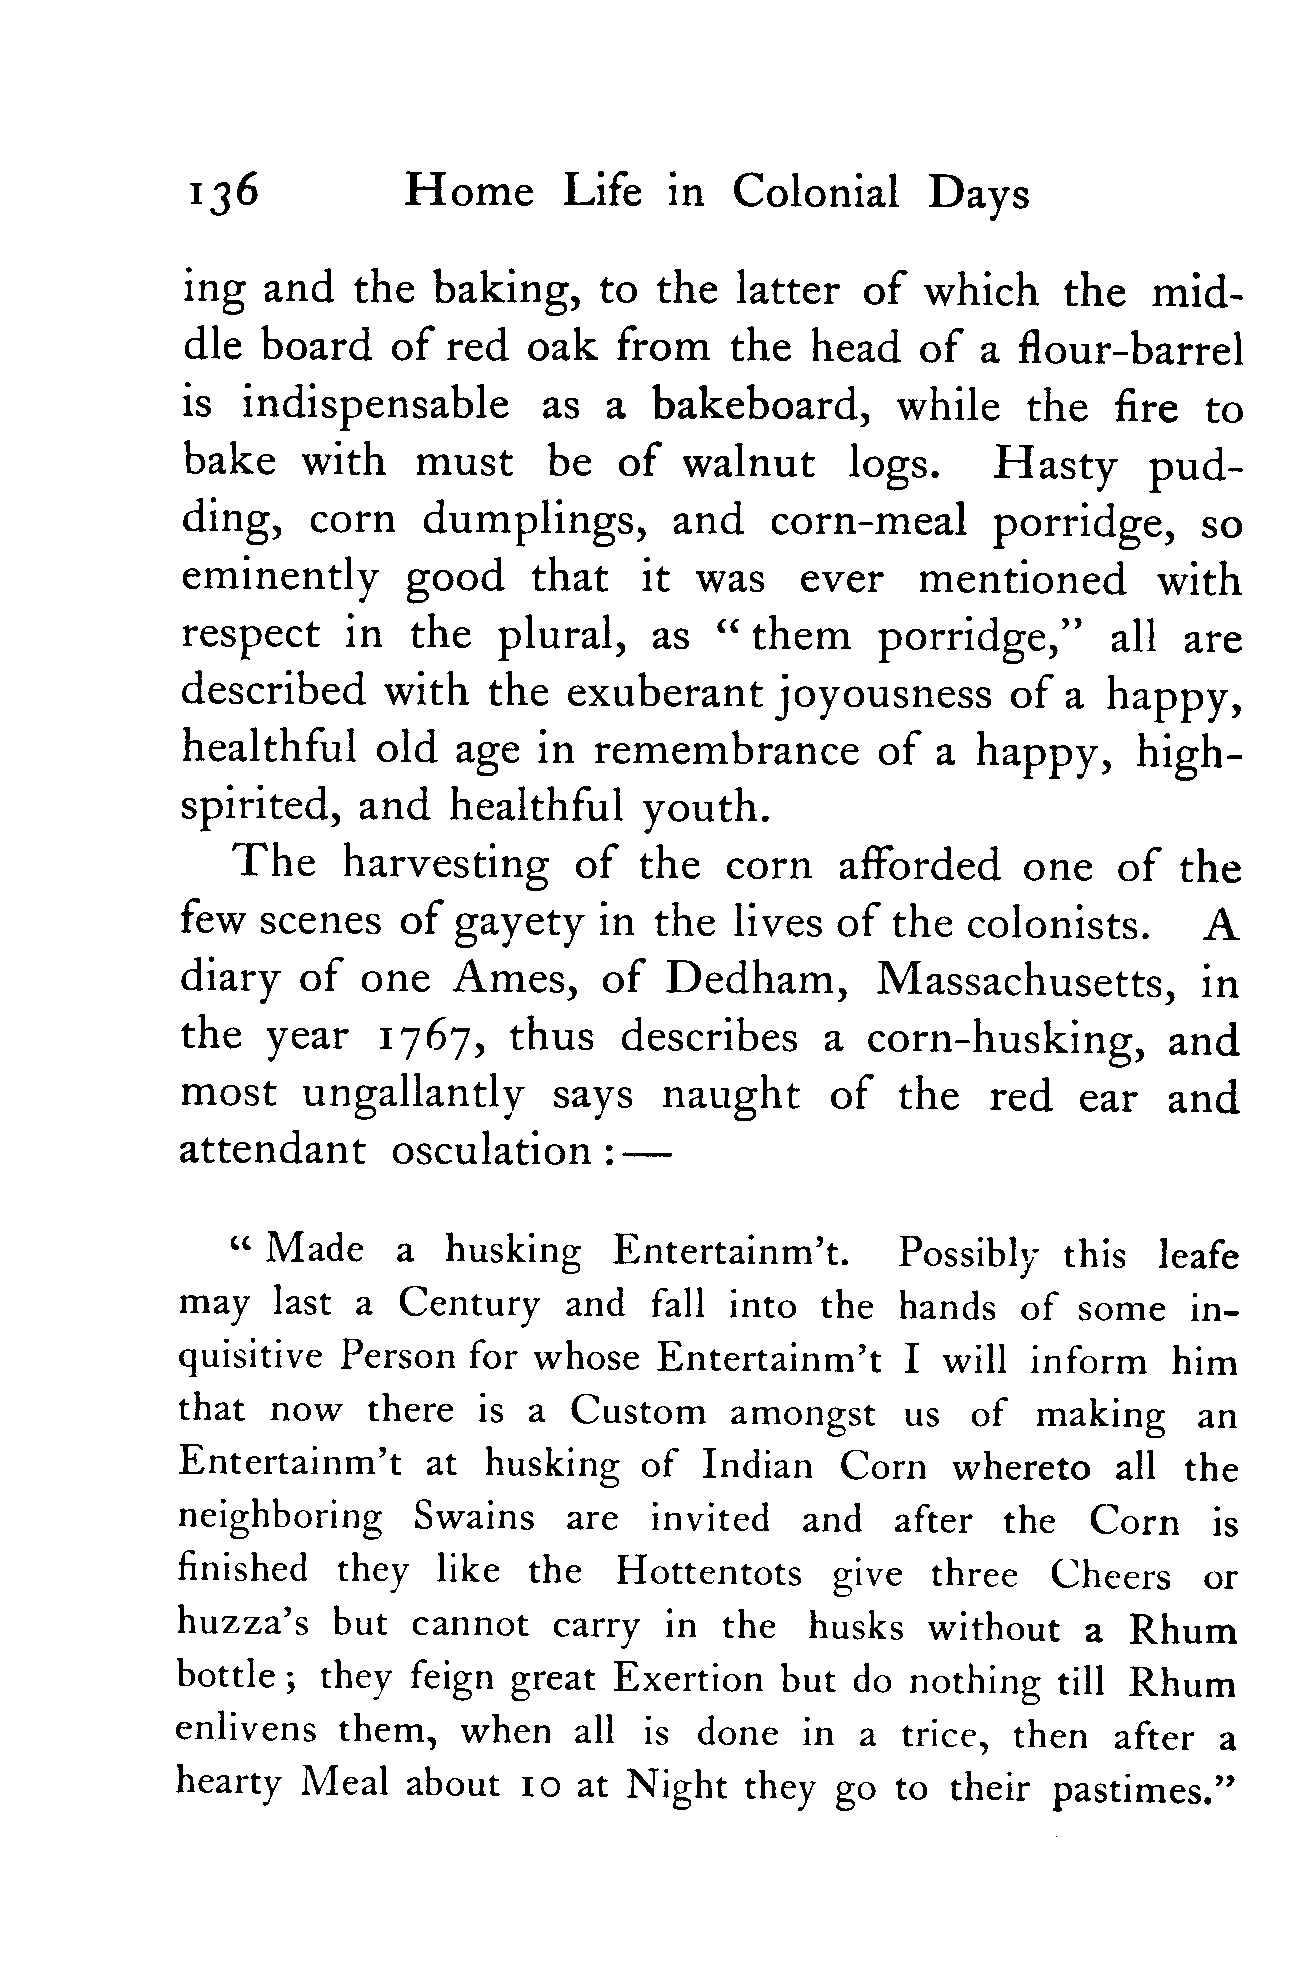 136 Home Life in Colonial Days
ing and the baking, to the latter of which the mid-
dle board of red oak from the head of a flour-barrel
is indispensable as a bakeboard, while the fire to
bake with must be of walnut logs. Hasty pud-
ding, corn dumplings, and corn-meal porridge, so
eminently good that it was ever mentioned with
respect in the plural, as “ them porridge,” all are
described with the exuberant joyousness of a happy,
healthful old age in remembrance of a happy, high-
spirited, and healthful youth.
The harvesting of the corn afforded one of the
few scenes of gayety in the lives of the colonists. A
diary of one Ames, of Dedham, Massachusetts, in
the year 1767, thus describes a corn-husking, and
most ungallantly says naught of the red ear and
attendant osculation : —
“ Made a husking Entertainm’t. Possibly this leafe
may last a Century and fall into the hands of some in-
quisitive Person for whose Entertainm’t I will inform him
that now there is a Custom amongst us of making an
Entertainm’t at husking of Indian Corn whereto all the
neighboring Swains are invited and after the Corn is
finished they like the Hottentots give three Cheers or
huzza’s but cannot carry in the husks without a Rhum
bottle ; they feign great Exertion but do nothing till Rhum
enlivens them, when all is done in a trice, then after a
hearty Meal about 10 at Night they go to their pastimes.”